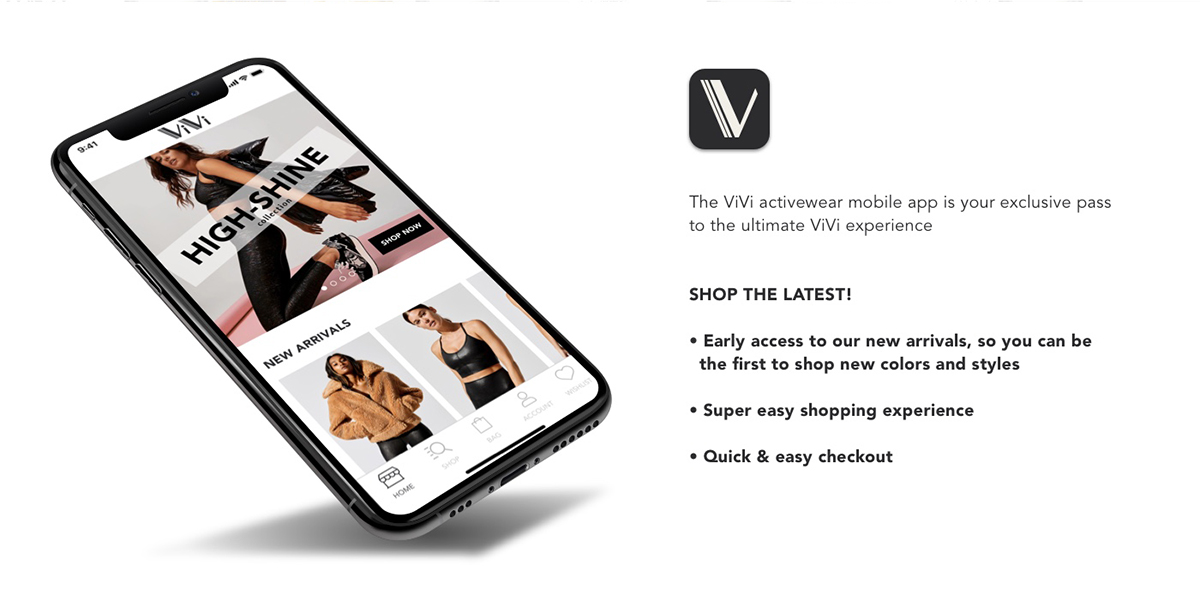 9:41
ViVi
HIGH-SHINE
collection
SHOP NOW
NEW ARRIVALS
HOME
SHOP
BAG
ACCOUNT
WISHLIST
V
The ViVi activewear mobile app is your exclusive pass
to the ultimate ViVi experience
SHOP THE LATEST!
• Early access to our new arrivals, so you can be
the first to shop new colors and styles
• Super easy shopping experience
• Quick & easy checkout